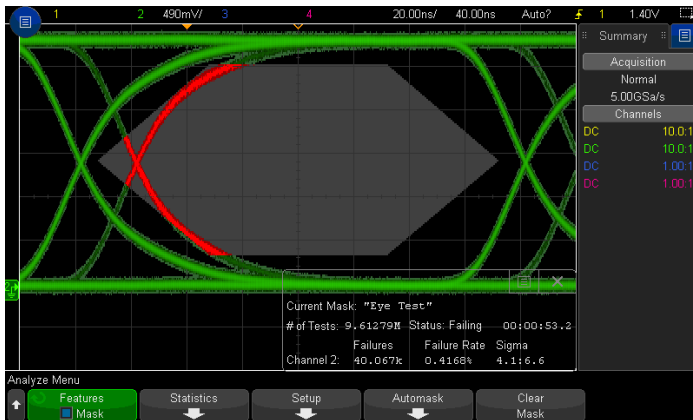 1 2 490mV/ 3 4 20.00ns/ 40.00ns Auto? 1 1.40V
Summary
Acquisition
Normal
5.00GSa/s
Channels
DC 10.0:1
DC 10.0:1
DC 1.00:1
DC 1.00:1
Current Mask: "Eye Test"
# of Tests: 9.61279M Status: Failing 00:00:53.2
Failures Failure Rate Sigma
Channel 2: 40.067k 0.4168% 4.1:6.6
Analyze Menu
Features Statistics Setup Automask Clear
Mask Mask